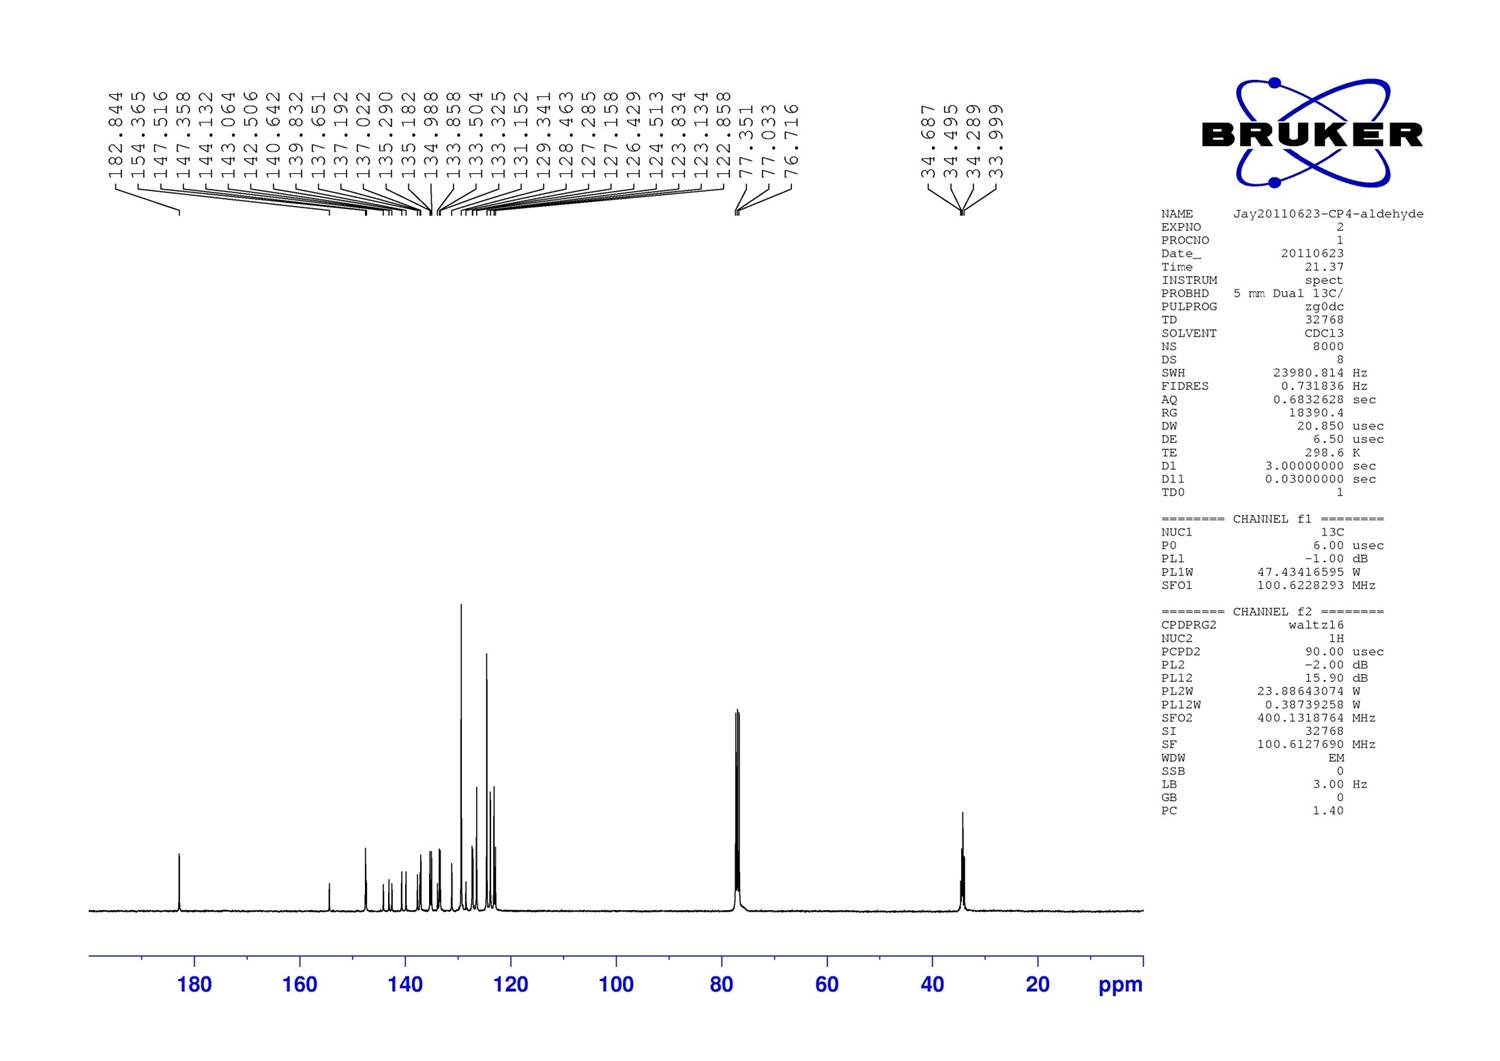 182.844
154.365
147.516
147.358
144.132
143.064
142.506
140.642
139.832
137.651
137.192
137.022
135.290
135.182
134.988
133.858
133.504
133.325
131.152
129.341
128.463
127.285
127.158
126.429
124.513
123.834
123.134
122.858
77.351
77.033
76.716
34.687
34.495
34.289
33.999
BRUKER
NAME Jay20110623-CP4-aldehyde
EXPNO 2
PROCNO 1
Date_ 20110623
Time 21.37
INSTRUM spect
PROBHD 5 mm Dual 13C/
PULPROG zg0dc
TD 32768
SOLVENT CDCl3
NS 8000
DS 8
SWH 23980.814 Hz
FIDRES 0.731836 Hz
AQ 0.6832628 sec
RG 18390.4
DW 20.850 usec
DE 6.50 usec
TE 298.6 K
D1 3.00000000 sec
D11 0.03000000 sec
TD0 1
======== CHANNEL f1 ========
NUC1 13C
P0 6.00 usec
PL1 -1.00 dB
PL1W 47.43416595 W
SFO1 100.6228293 MHz
======== CHANNEL f2 ========
CPDPRG2 waltz16
NUC2 1H
PCPD2 90.00 usec
PL2 -2.00 dB
PL12 15.90 dB
PL2W 23.88643074 W
PL12W 0.38739258 W
SFO2 400.1318764 MHz
SI 32768
SF 100.6127690 MHz
WDW EM
SSB 0
LB 3.00 Hz
GB 0
PC 1.40
180 160 140 120 100 80 60 40 20 ppm